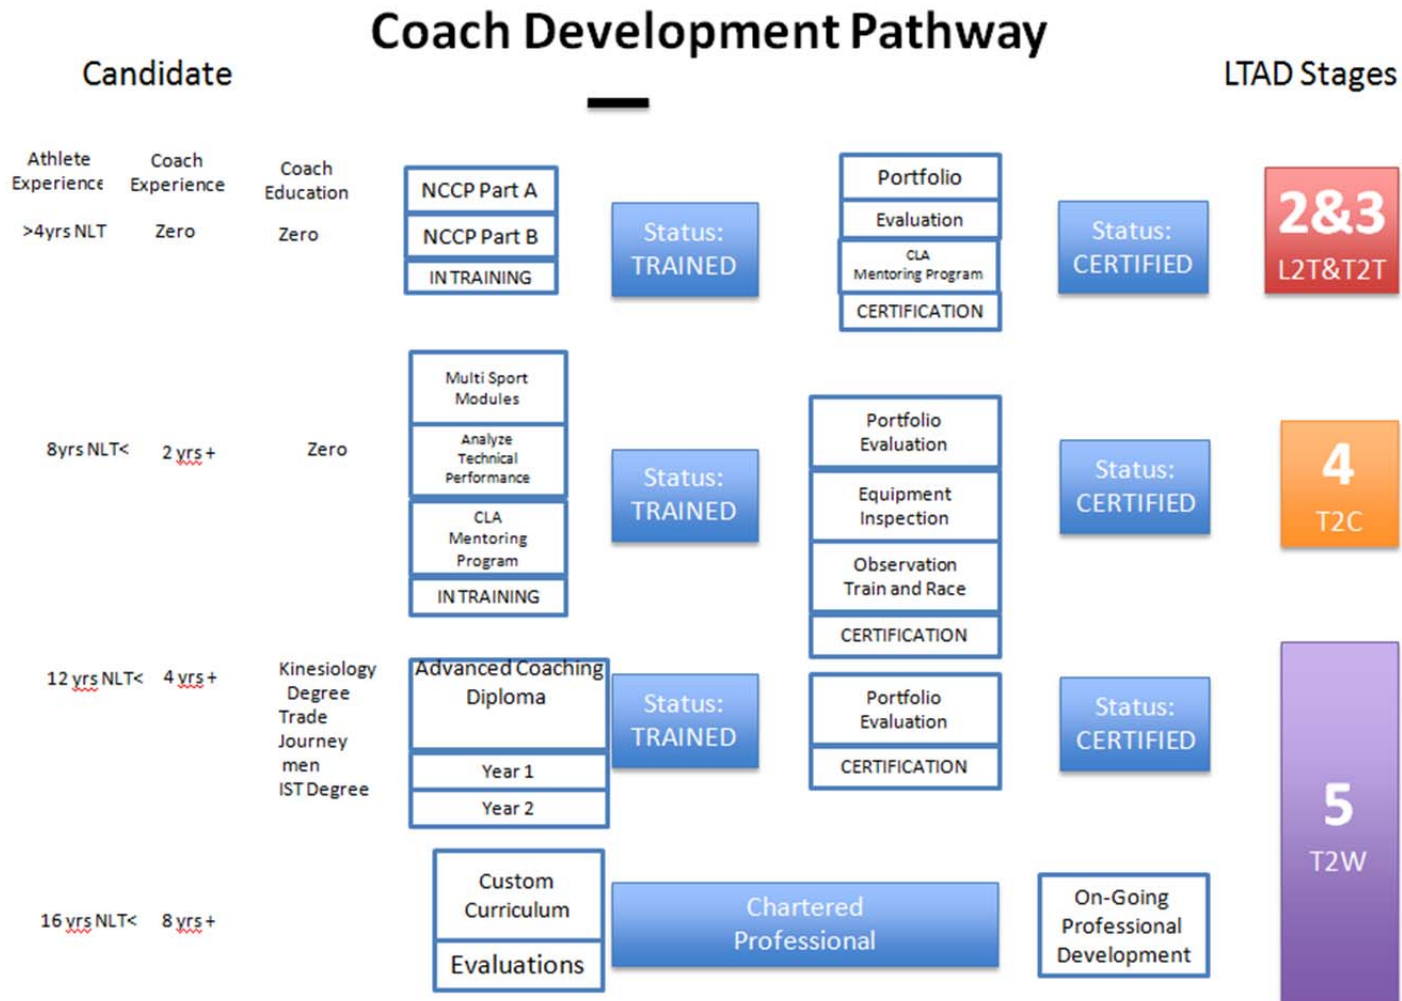 Coach Development Pathway
Candidate
LTAD Stages
Athlete
Experience
Coach
Experience
Coach
Education
>4yrs NLT
Zero
Zero
NCCP Part A
NCCP Part B
IN TRAINING
Status:
TRAINED
Portfolio
Evaluation
CLA
Mentoring Program
CERTIFICATION
Status:
CERTIFIED
2&3
L2T&T2T
8yrs NLT<
2 yrs +
Zero
Multi Sport
Modules
Analyze
Technical
Performance
CLA
Mentoring
Program
IN TRAINING
Status:
TRAINED
Portfolio
Evaluation
Equipment
Inspection
Observation
Train and Race
CERTIFICATION
Status:
CERTIFIED
4
T2C
12 yrs NLT<
4 yrs +
Kinesiology
Degree
Trade
Journey
men
IST Degree
Advanced Coaching
Diploma
Year 1
Year 2
Status:
TRAINED
Portfolio
Evaluation
CERTIFICATION
Status:
CERTIFIED
5
T2W
16 yrs NLT<
8 yrs +
Custom
Curriculum
Evaluations
Chartered
Professional
On-Going
Professional
Development